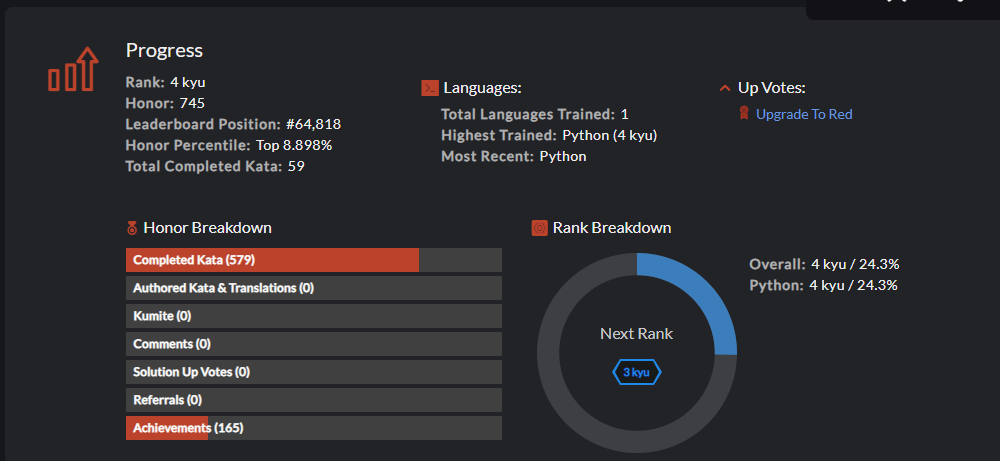 Progress
Rank: 4 kyu
Honor: 745
Leaderboard Position: #64,818
Honor Percentile: Top 8.898%
Total Completed Kata: 59
Languages:
Total Languages Trained: 1
Highest Trained: Python (4 kyu)
Most Recent: Python
Up Votes:
Upgrade To Red
Honor Breakdown
Completed Kata (579)
Authored Kata & Translations (0)
Kumite (0)
Comments (0)
Solution Up Votes (0)
Referrals (0)
Achievements (165)
Rank Breakdown
Next Rank
3 kyu
Overall: 4 kyu / 24.3%
Python: 4 kyu / 24.3%